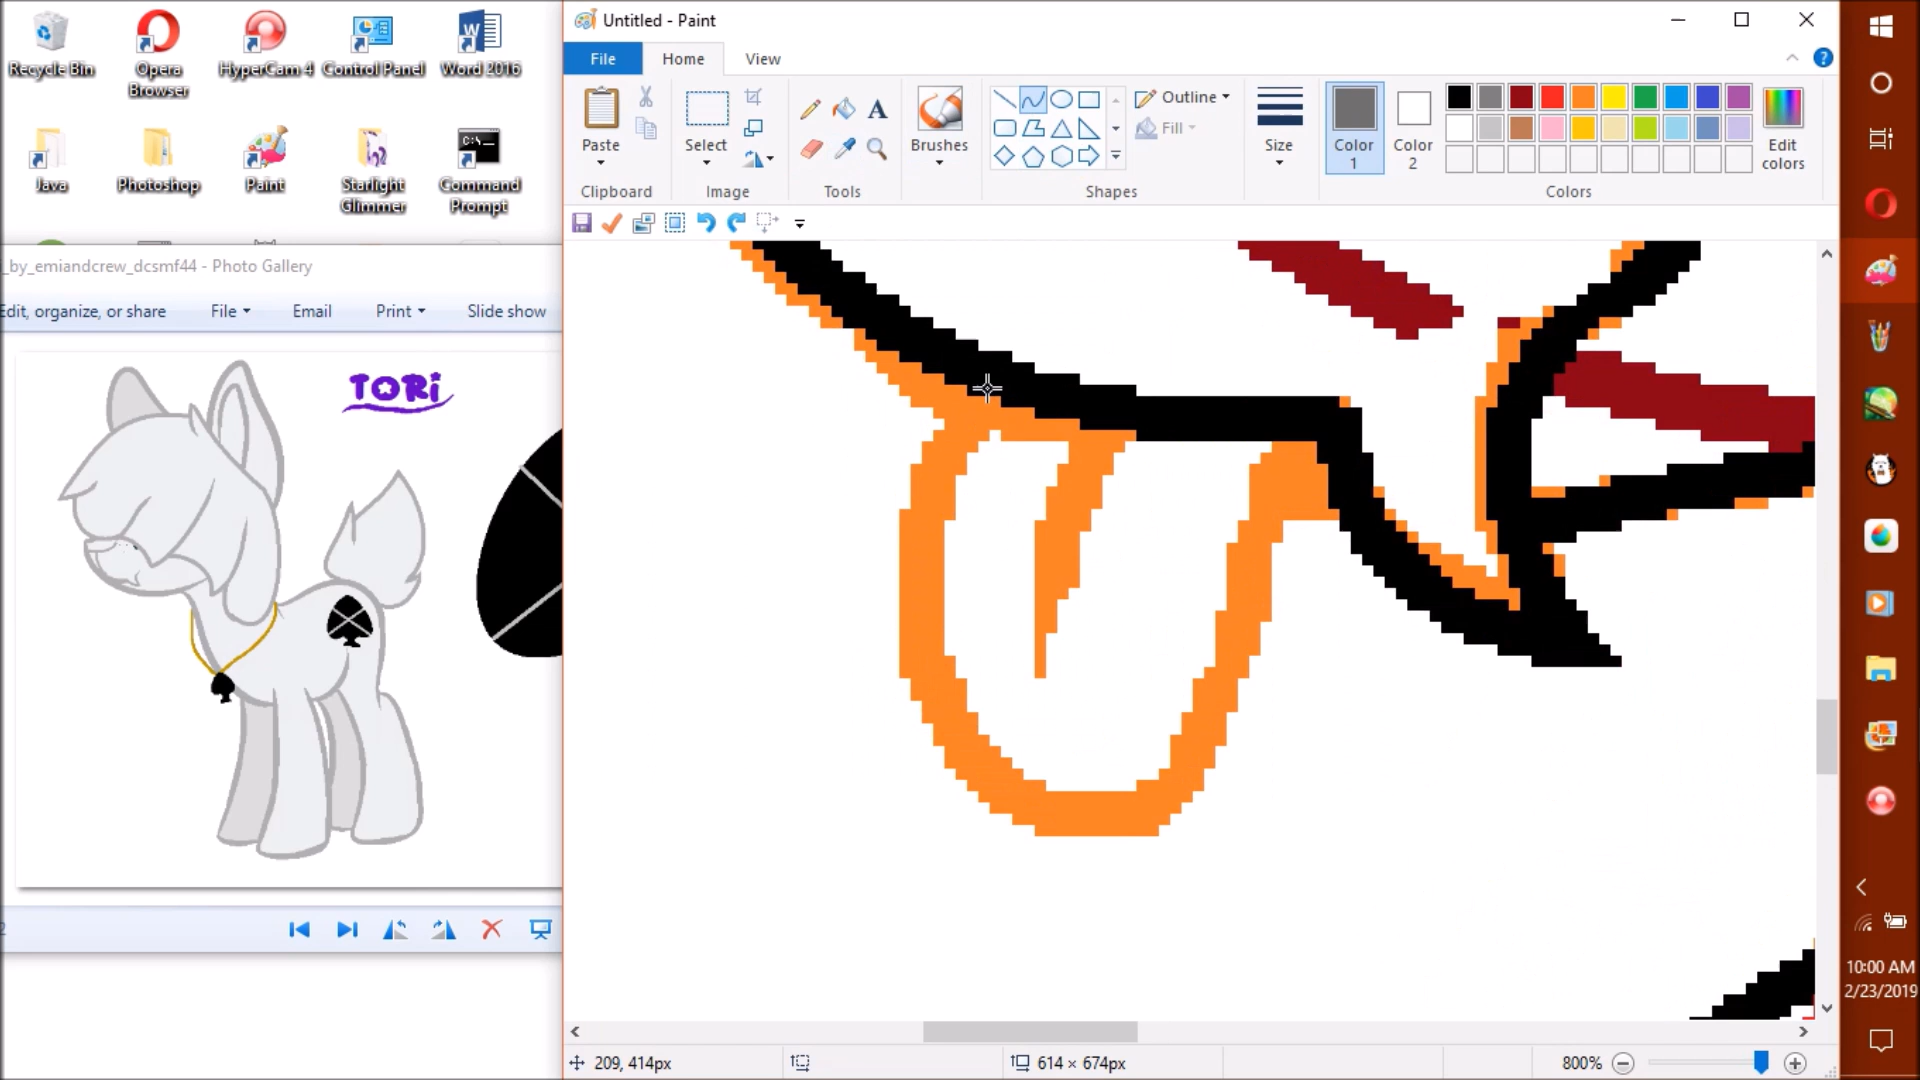 Recycle Bin
Opera
Browser
HyperCam 4
Control Panel
Word 2016
Java
Photoshop
Paint
Starlight
Glimmer
Command
Prompt
_by_emiandcrew_dcsmf44 - Photo Gallery
Edit, organize, or share
File
Email
Print
Slide show
TORi
Untitled - Paint
File
Home
View
Paste
Select
Brushes
Outline
Fill
Size
Color
1
Color
2
Edit
colors
Clipboard
Image
Tools
Shapes
Colors
209, 414px
614 × 674px
800%
10:00 AM
2/23/2019